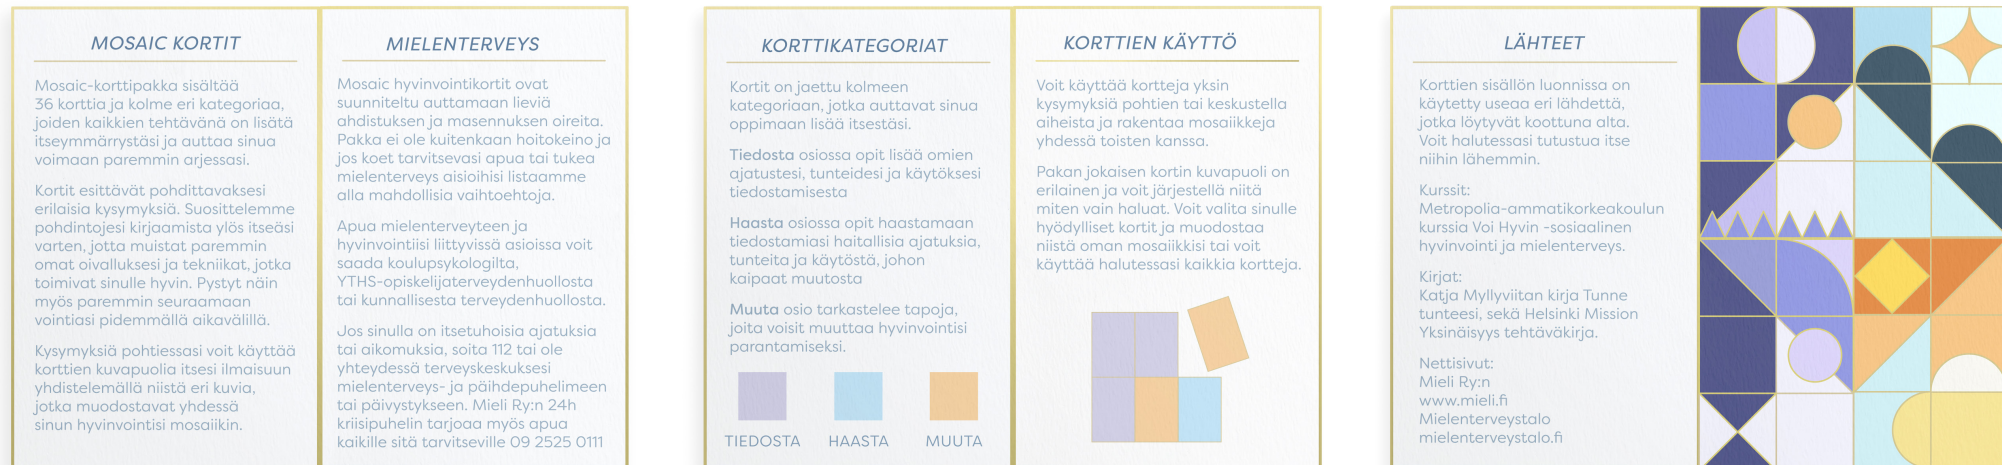 MOSAIC KORTIT
Mosaic-korttipakka sisältää
36 korttia ja kolme eri kategoriaa,
joiden kaikkien tehtävänä on lisätä
itseymmärrystäsi ja auttaa sinua
voimaan paremmin arjessasi.
Kortit esittävät pohdittavaksesi
erilaisia kysymyksiä. Suosittelemme
pohdintojesi kirjaamista ylös itseäsi
varten, jotta muistat paremmin
omat oivalluksesi ja tekniikat, jotka
toimivat sinulle hyvin. Pystyt näin
myös paremmin seuraamaan
vointiasi pidemmällä aikavälillä.
Kysymyksiä pohtiessasi voit käyttää
korttien kuvapuolia itsesi ilmaisuun
yhdistelemällä niistä eri kuvia,
jotka muodostavat yhdessä
sinun hyvinvointisi mosaiikin.
MIELENTERVEYS
Mosaic hyvinvointikortit ovat
suunniteltu auttamaan lieviä
ahdistuksen ja masennuksen oireita.
Pakka ei ole kuitenkaan hoitokeino ja
jos koet tarvitsevasi apua tai tukea
mielenterveys aisioihisi listaamme
alla mahdollisia vaihtoehtoja.
Apua mielenterveyteen ja
hyvinvointiisi liittyvissä asioissa voit
saada koulupsykologilta,
YTHS-opiskelijaterveydenhuollosta
tai kunnallisesta terveydenhuollosta.
Jos sinulla on itsetuhoisia ajatuksia
tai aikomuksia, soita 112 tai ole
yhteydessä terveyskeskuksesi
mielenterveys- ja päihdepuhelimeen
tai päivystykseen. Mieli Ry:n 24h
kriisipuhelin tarjoaa myös apua
kaikille sitä tarvitseville 09 2525 0111
KORTTIKATEGORIAT
Kortit on jaettu kolmeen
kategoriaan, jotka auttavat sinua
oppimaan lisää itsestäsi.
Tiedosta osiossa opit lisää omien
ajatustesi, tunteidesi ja käytöksesi
tiedostamisesta
Haasta osiossa opit haastamaan
tiedostamiasi haitallisia ajatuksia,
tunteita ja käytöstä, johon
kaipaat muutosta
Muuta osio tarkastelee tapoja,
joita voisit muuttaa hyvinvointisi
parantamiseksi.
TIEDOSTA HAASTA MUUTA
KORTTIEN KÄYTTÖ
Voit käyttää kortteja yksin
kysymyksiä pohtien tai keskustella
aiheista ja rakentaa mosaiikkeja
yhdessä toisten kanssa.
Pakan jokaisen kortin kuvapuoli on
erilainen ja voit järjestellä niitä
miten vain haluat. Voit valita sinulle
hyödylliset kortit ja muodostaa
niistä oman mosaiikkisi tai voit
käyttää halutessasi kaikkia kortteja.
LÄHTEET
Korttien sisällön luonnissa on
käytetty useaa eri lähdettä,
jotka löytyvät koottuna alta.
Voit halutessasi tutustua itse
niihin lähemmin.
Kurssit:
Metropolia-ammatikorkeakoulun
kurssia Voi Hyvin -sosiaalinen
hyvinvointi ja mielenterveys.
Kirjat:
Katja Myllyviitan kirja Tunne
tunteesi, sekä Helsinki Mission
Yksinäisyys tehtäväkirja.
Nettisivut:
Mieli Ry:n
www.mieli.fi
Mielenterveystalo
mielenterveystalo.fi